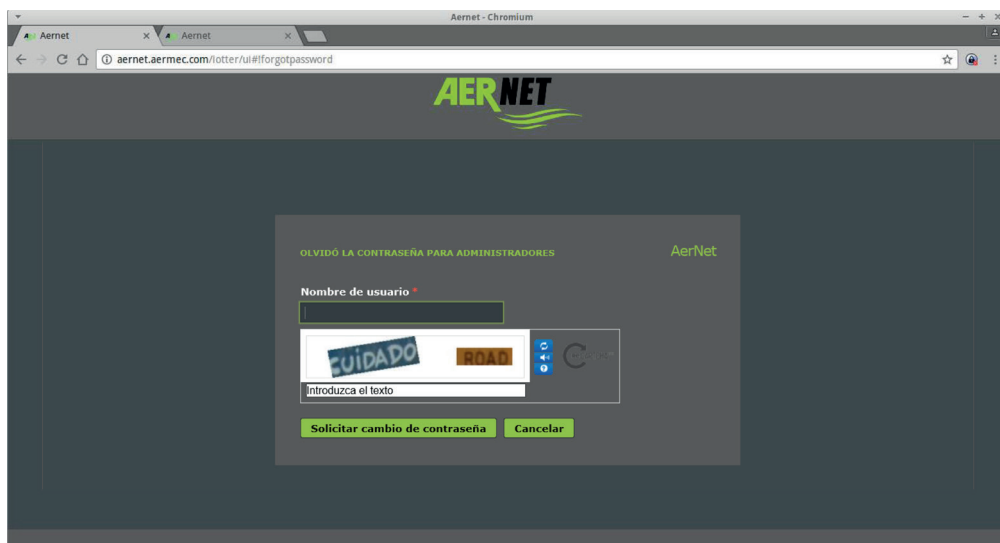 Aernet - Chromium
Aernet
Aernet
aernet.aermec.com/lotter/ui#!forgotpassword
AERNET
OLVIDÓ LA CONTRASEÑA PARA ADMINISTRADORES
AerNet
Nombre de usuario *
CUIDADO ROAD
Introduzca el texto
Solicitar cambio de contraseña
Cancelar